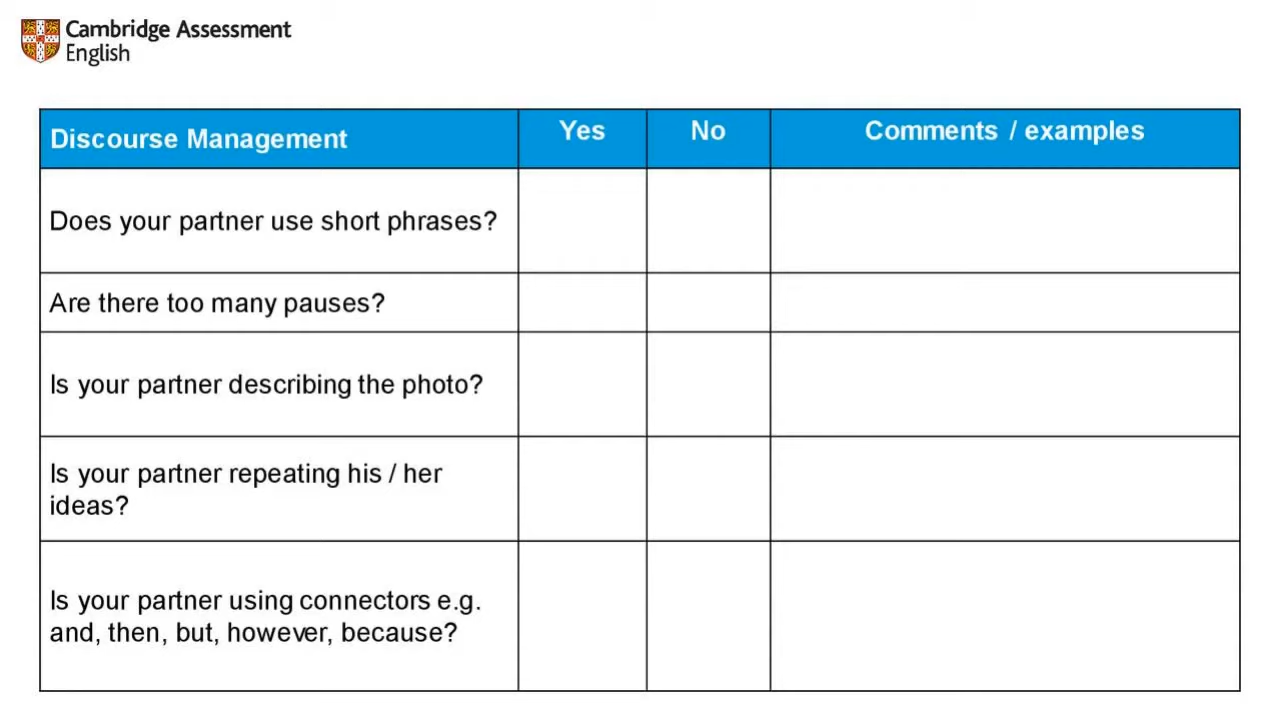 Cambridge Assessment
English
Discourse Management
Yes
No
Comments / examples
Does your partner use short phrases?
Are there too many pauses?
Is your partner describing the photo?
Is your partner repeating his / her
ideas?
Is your partner using connectors e.g.
and, then, but, however, because?